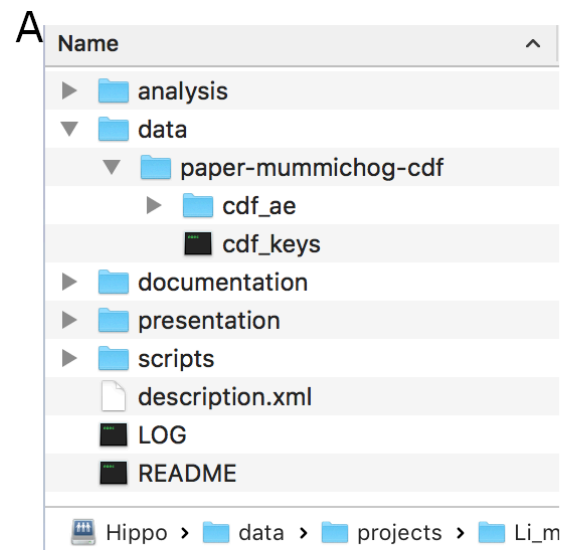 A
Name
analysis
data
paper-mummichog-cdf
cdf_ae
cdf_keys
documentation
presentation
scripts
description.xml
LOG
README
Hippo › data › projects › Li_m